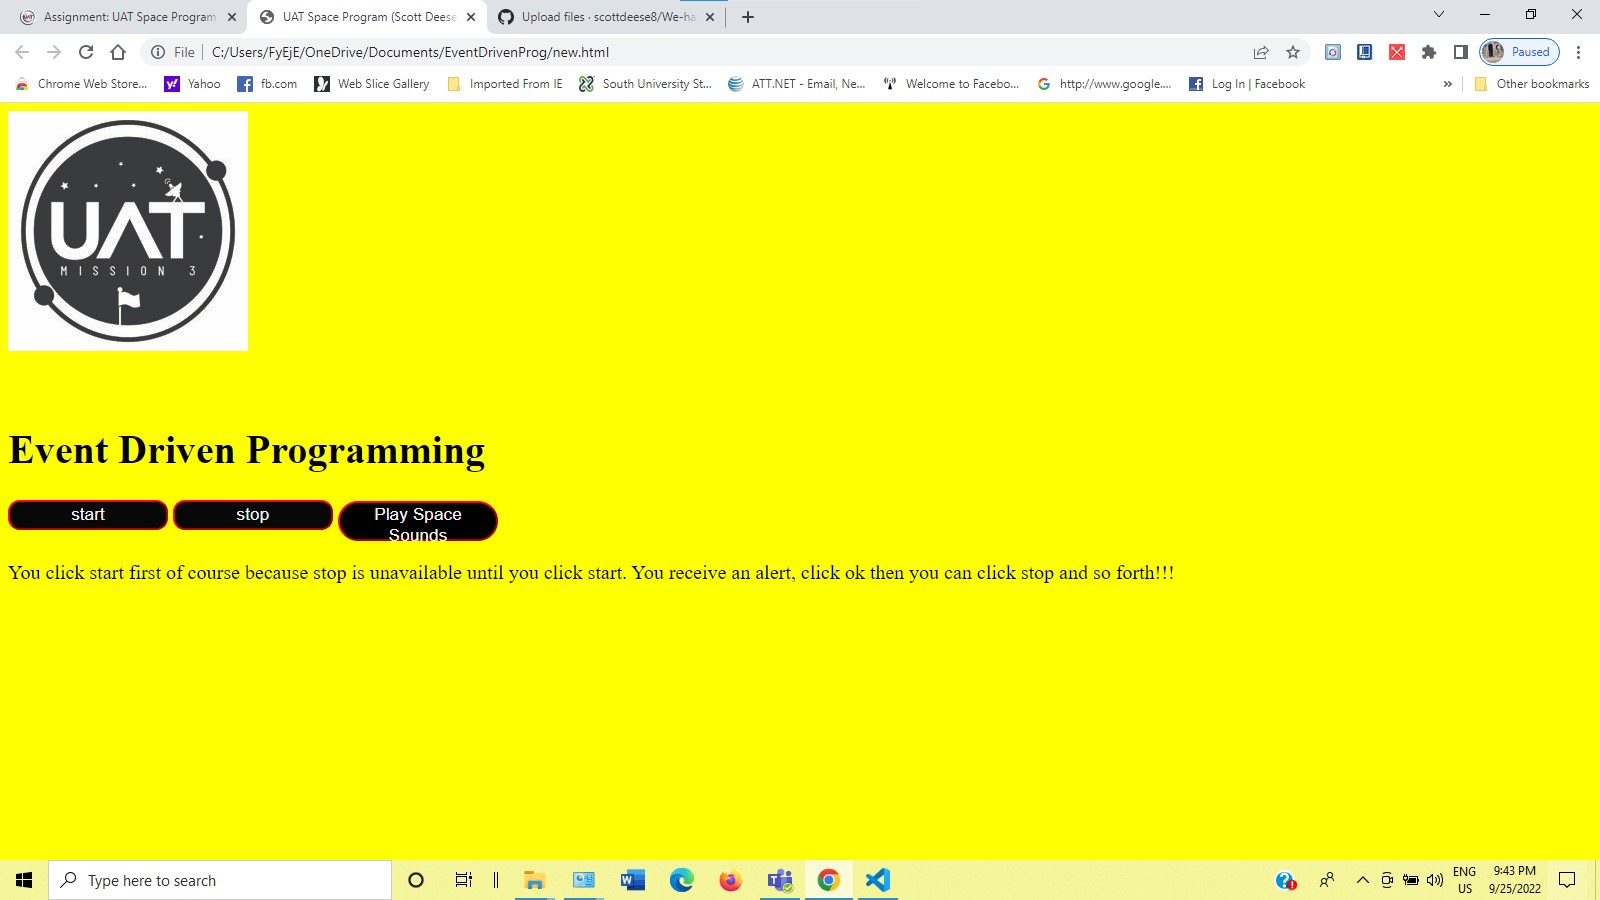 Assignment: UAT Space Program
UAT Space Program (Scott Deese
Upload files · scottdeese8/We-ha
File
C:/Users/FyEjE/OneDrive/Documents/EventDrivenProg/new.html
Paused
Chrome Web Store...
y!
Yahoo
fb.com
Web Slice Gallery
Imported From IE
South University St...
ATT.NET - Email, Ne...
Welcome to Facebo...
http://www.google....
Log In | Facebook
»
Other bookmarks
UAT
MISSION 3
Event Driven Programming
start
stop
Play Space
Sounds
You click start first of course because stop is unavailable until you click start. You receive an alert, click ok then you can click stop and so forth!!!
Type here to search
ENG
US
9:43 PM
9/25/2022